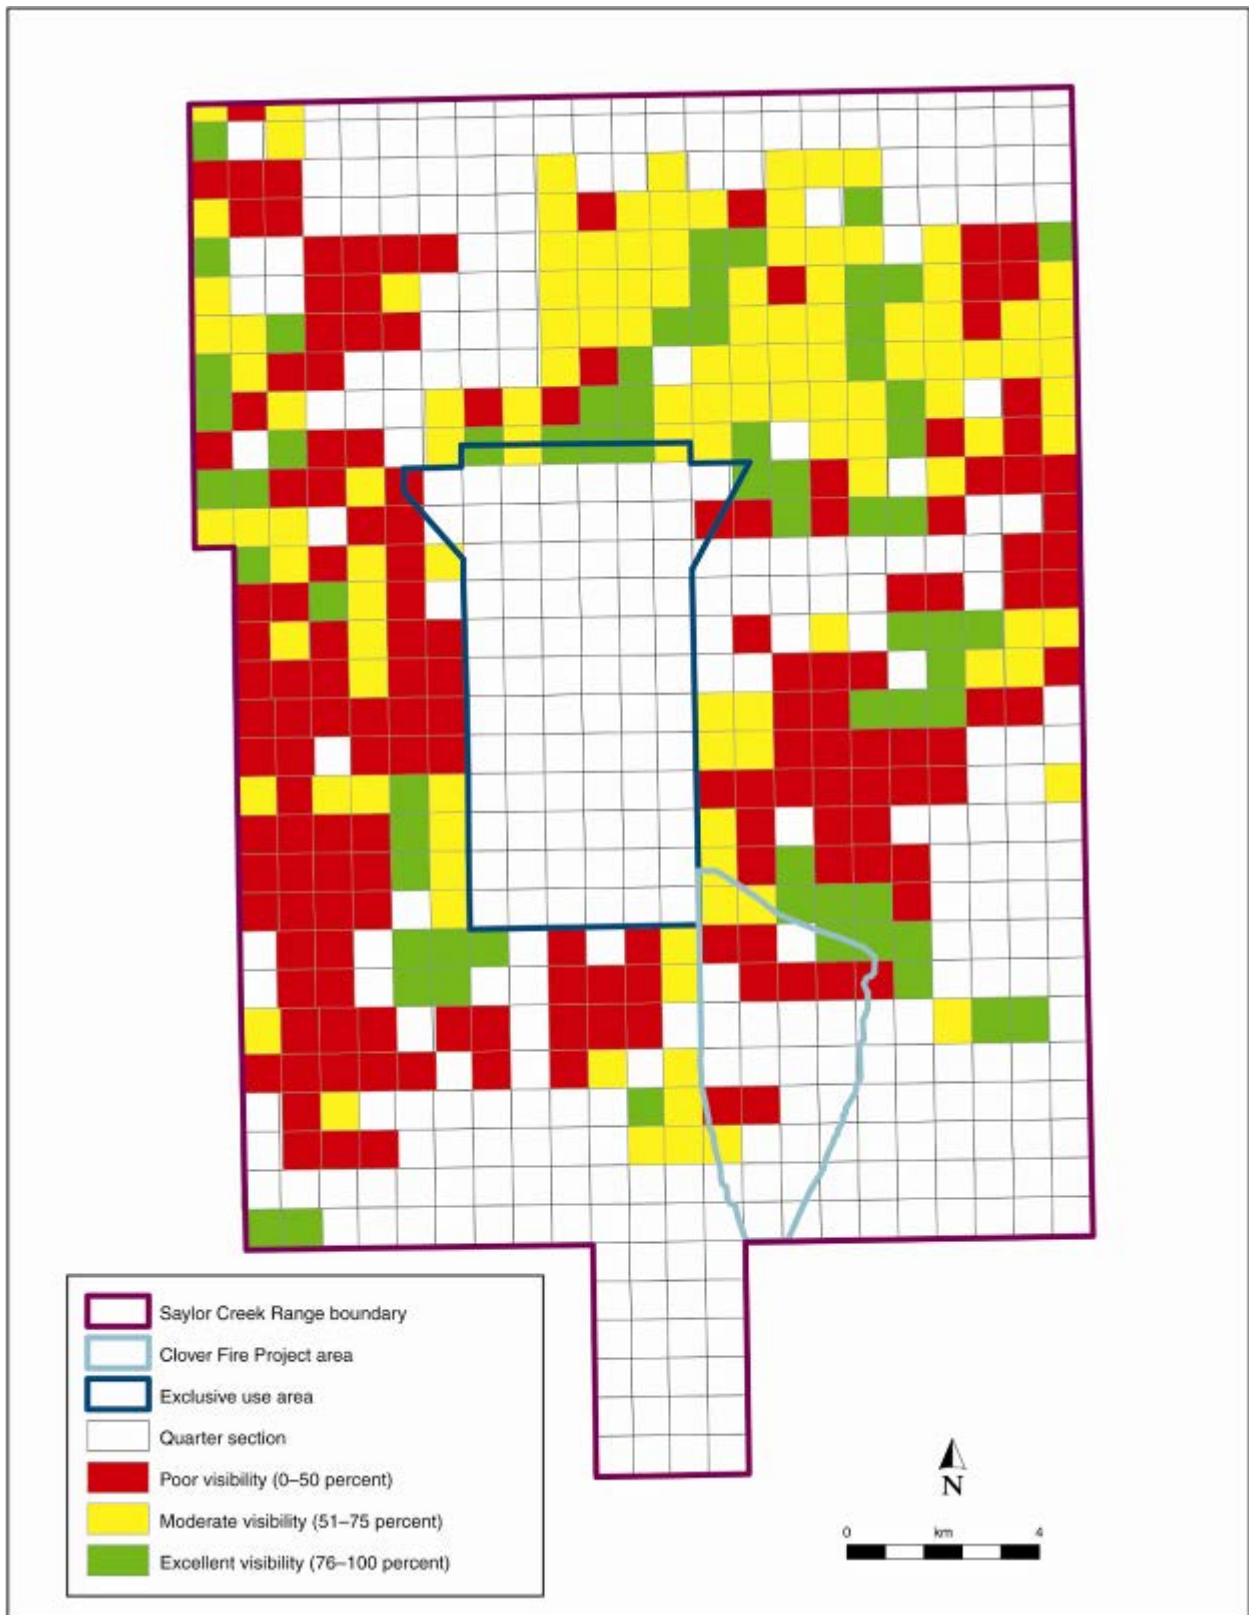 Saylor Creek Range boundary
Clover Fire Project area
Exclusive use area
Quarter section
Poor visibility (0–50 percent)
Moderate visibility (51–75 percent)
Excellent visibility (76–100 percent)
N
0 km 4